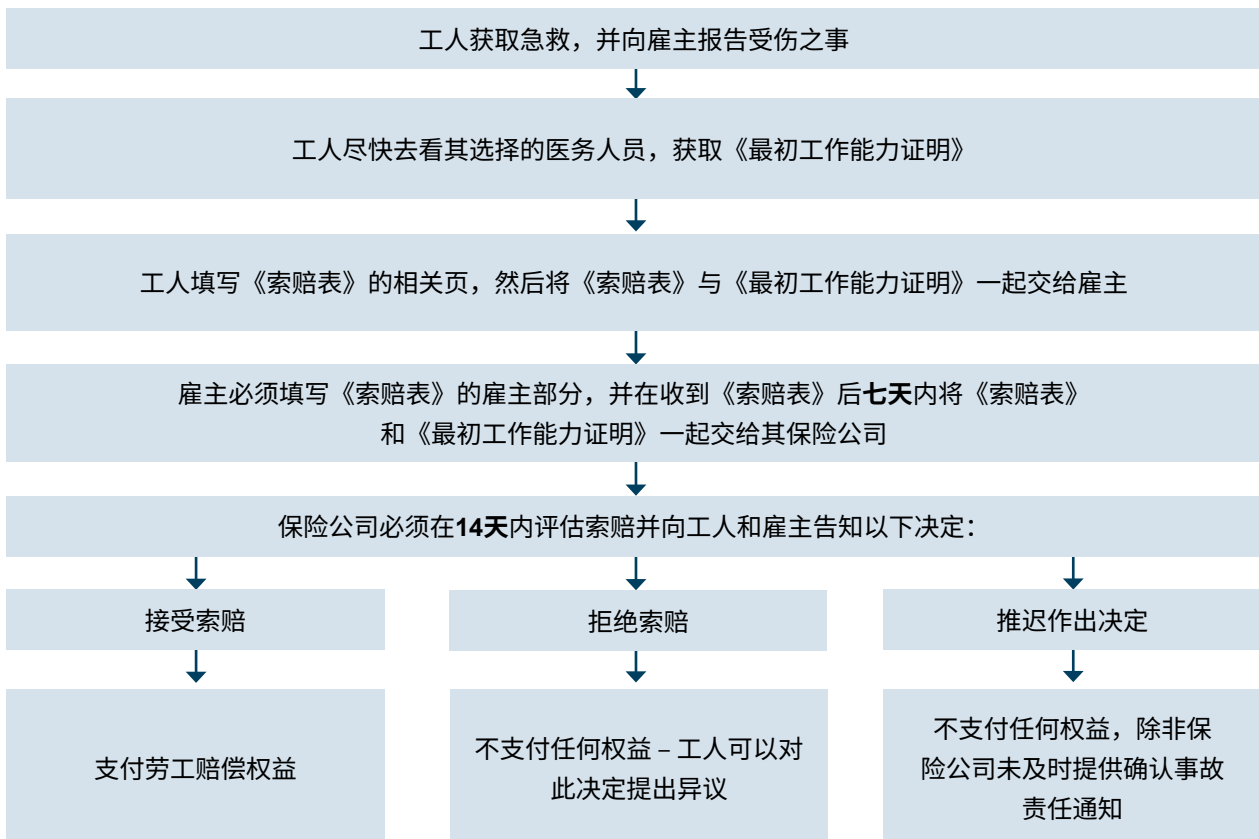 工人获取急救，并向雇主报告受伤之事
工人尽快去看其选择的医务人员，获取《最初工作能力证明》
工人填写《索赔表》的相关页，然后将《索赔表》与《最初工作能力证明》一起交给雇主
雇主必须填写《索赔表》的雇主部分，并在收到《索赔表》后七天内将《索赔表》
和《最初工作能力证明》一起交给其保险公司
保险公司必须在14天内评估索赔并向工人和雇主告知以下决定：
接受索赔
拒绝索赔
推迟作出决定
支付劳工赔偿权益
不支付任何权益 – 工人可以对
此决定提出异议
不支付任何权益，除非保
险公司未及时提供确认事故
责任通知